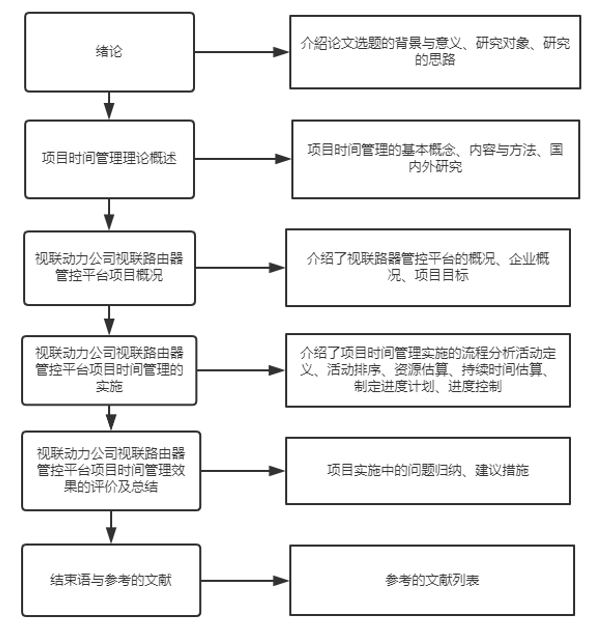 绪论
介绍论文选题的背景与意义、研究对象、研究
的思路
项目时间管理理论概述
项目时间管理的基本概念、内容与方法、国
内外研究
视联动力公司视联路由器
管控平台项目概况
介绍了视联路器管控平台的概况、企业概
况、项目目标
视联动力公司视联路由器
管控平台项目时间管理的
实施
介绍了项目时间管理实施的流程分析活动定
义、活动排序、资源估算、持续时间估算、
制定进度计划、进度控制
视联动力公司视联路由器
管控平台项目时间管理效
果的评价及总结
项目实施中的问题归纳、建议措施
结束语与参考的文献
参考的文献列表